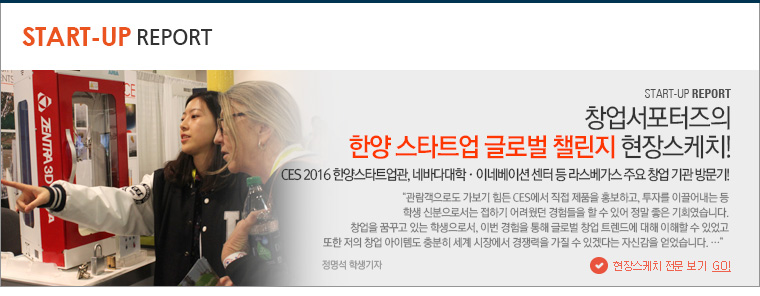 START-UP REPORT
START-UP REPORT
창업서포터즈의
한양 스타트업 글로벌 챌린지 현장스케치!
CES 2016 한양스타트업관, 네바다대학·이네베이션 센터 등 라스베가스 주요 창업 기관 방문기!
“관람객으로도 가보기 힘든 CES에서 직접 제품을 홍보하고, 투자를 이끌어내는 등
학생 신분으로서는 접하기 어려웠던 경험들을 할 수 있어 정말 좋은 기회였습니다.
창업을 꿈꾸고 있는 학생으로서, 이번 경험을 통해 글로벌 창업 트렌드에 대해 이해할 수 있었고
또한 저의 창업 아이템도 충분히 세계 시장에서 경쟁력을 가질 수 있겠다는 자신감을 얻었습니다. …”
정명석 학생기자
현장스케치 전문 보기 GO!
ZENTRA 3D